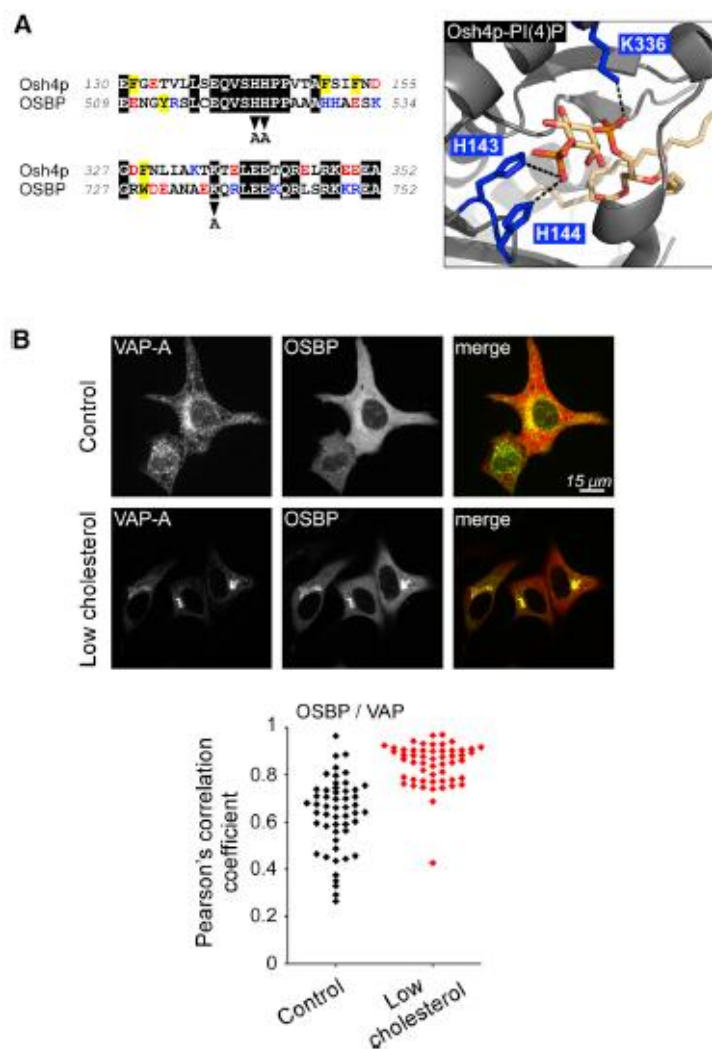 A
Osh4p 130 EFGETVLLSEQVSHHPPVTAFSIFND 155
OSBP 509 EENGYRSLCEQVSHHPPAAAHHAESK 534
AA
Osh4p 327 GDFNLIAKTKTELEETQRELRKEEEA 352
OSBP 727 GRWDEANAEKQRLEEKQRLSRKKREA 752
A
Osh4p-PI(4)P
K336
H143
H144
B
Control
VAP-A
OSBP
merge
15 µm
Low cholesterol
VAP-A
OSBP
merge
OSBP / VAP
Pearson's correlation
coefficient
1
0.8
0.6
0.4
0.2
0
Control
Low
cholesterol